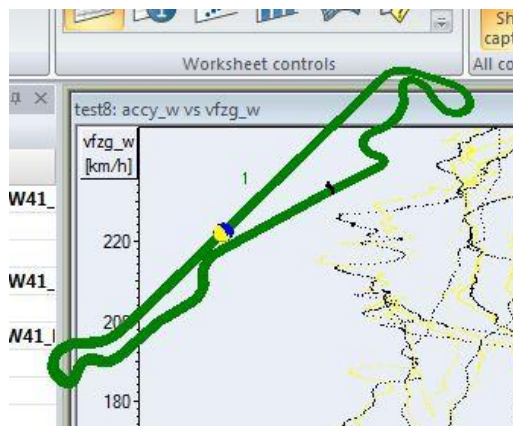 Sh
capt
Worksheet controls
All co
test8: accy_w vs vfzg_w
vfzg_w
[km/h]
1
W41_
220
W41_
200
W41_
180